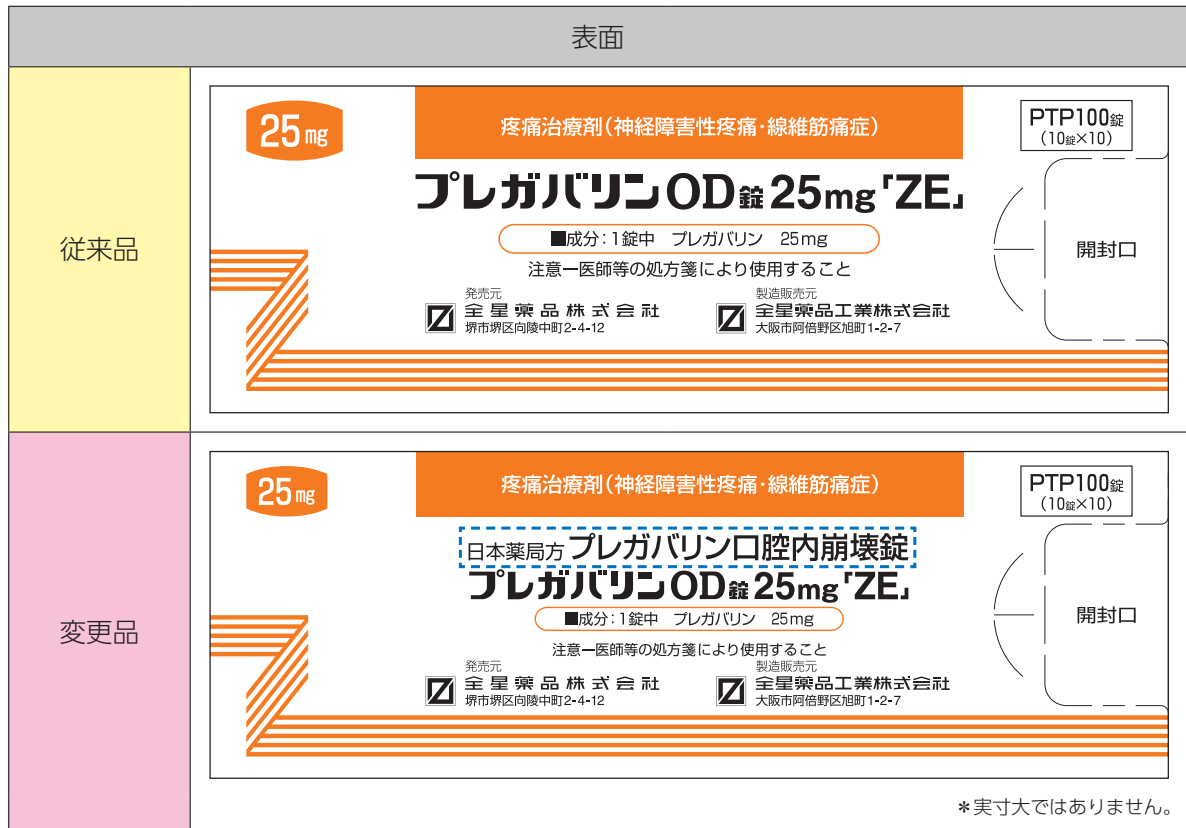 表面
従来品
25mg
疼痛治療剤(神経障害性疼痛・線維筋痛症)
PTP100錠
(10錠×10)
プレガバリンOD錠25mg「ZE」
■成分:1錠中 プレガバリン 25mg
注意-医師等の処方箋により使用すること
開封口
発売元
全星薬品株式会社
堺市堺区向陵中町2-4-12
製造販売元
全星薬品工業株式会社
大阪市阿倍野区旭町1-2-7
変更品
25mg
疼痛治療剤(神経障害性疼痛・線維筋痛症)
PTP100錠
(10錠×10)
日本薬局方 プレガバリン口腔内崩壊錠
プレガバリンOD錠25mg「ZE」
■成分:1錠中 プレガバリン 25mg
注意-医師等の処方箋により使用すること
開封口
発売元
全星薬品株式会社
堺市堺区向陵中町2-4-12
製造販売元
全星薬品工業株式会社
大阪市阿倍野区旭町1-2-7
*実寸大ではありません。